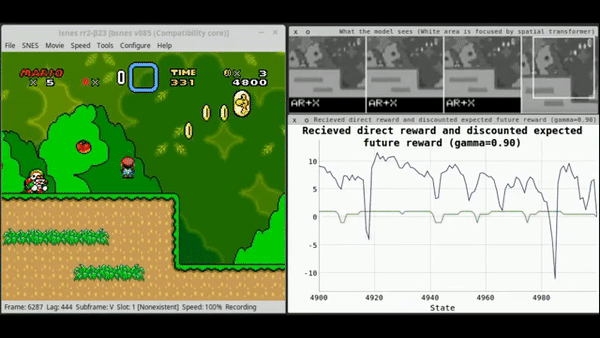 lsnes rr2-β23 [bsnes v085 (Compatibility core)]
File SNES Movie Speed Tools Configure Help
MARIO TIME
x 5 x 0 331 x 3
4800
Frame: 6287 Lag: 444 Subframe: V Slot: 1 [Nonexistent] Speed: 100% Recording
What the model sees (White area is focused by spatial transformer)
AR+X AR+X AR+X AR+X
Recieved direct reward and discounted expected future reward (gamma=0.90)
Recieved direct reward and discounted expected
future reward (gamma=0.90)
10
5
0
-5
-10
4900 4920 4940 4960 4980
State